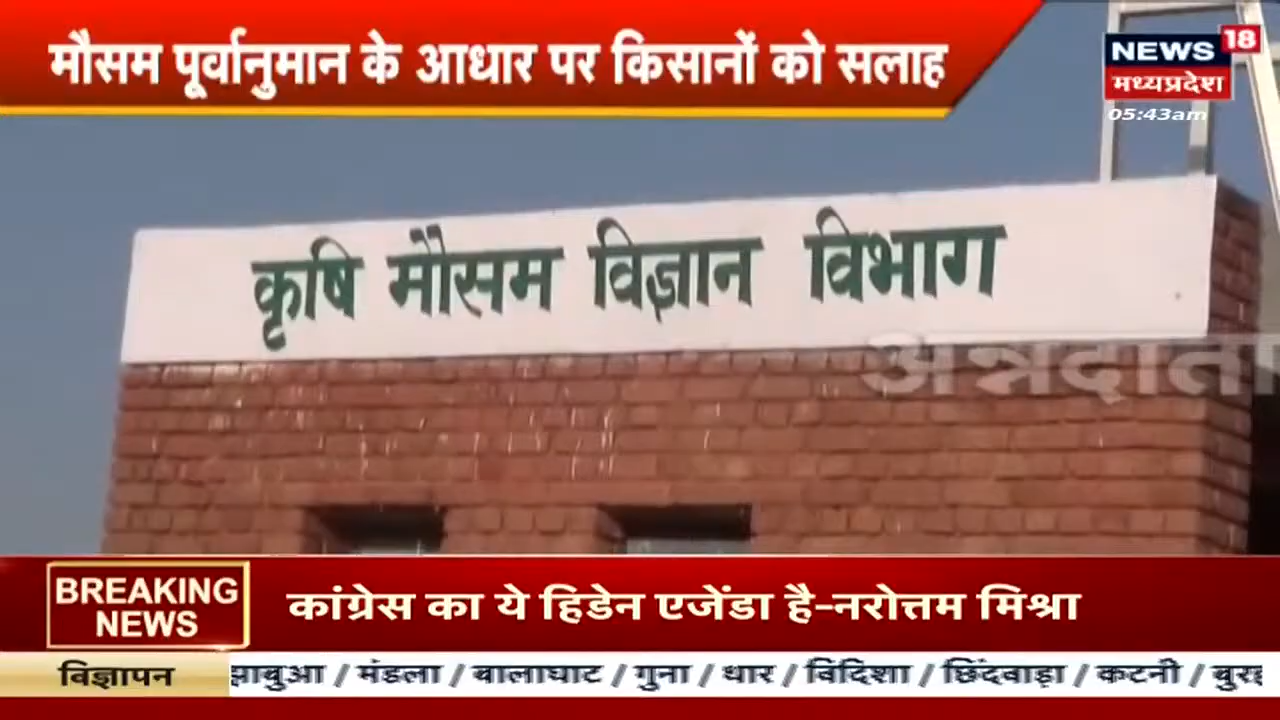 मौसम पूर्वानुमान के आधार पर किसानों को सलाह
NEWS 18
मध्यप्रदेश
05:43am
कृषि मौसम विज्ञान विभाग
अन्नदाता
BREAKING
NEWS
कांग्रेस का ये हिडेन एजेंडा है-नरोत्तम मिश्रा
विज्ञापन
झाबुआ / मंडला / बालाघाट / गुना / धार / विदिशा / छिंदवाड़ा / कटनी /